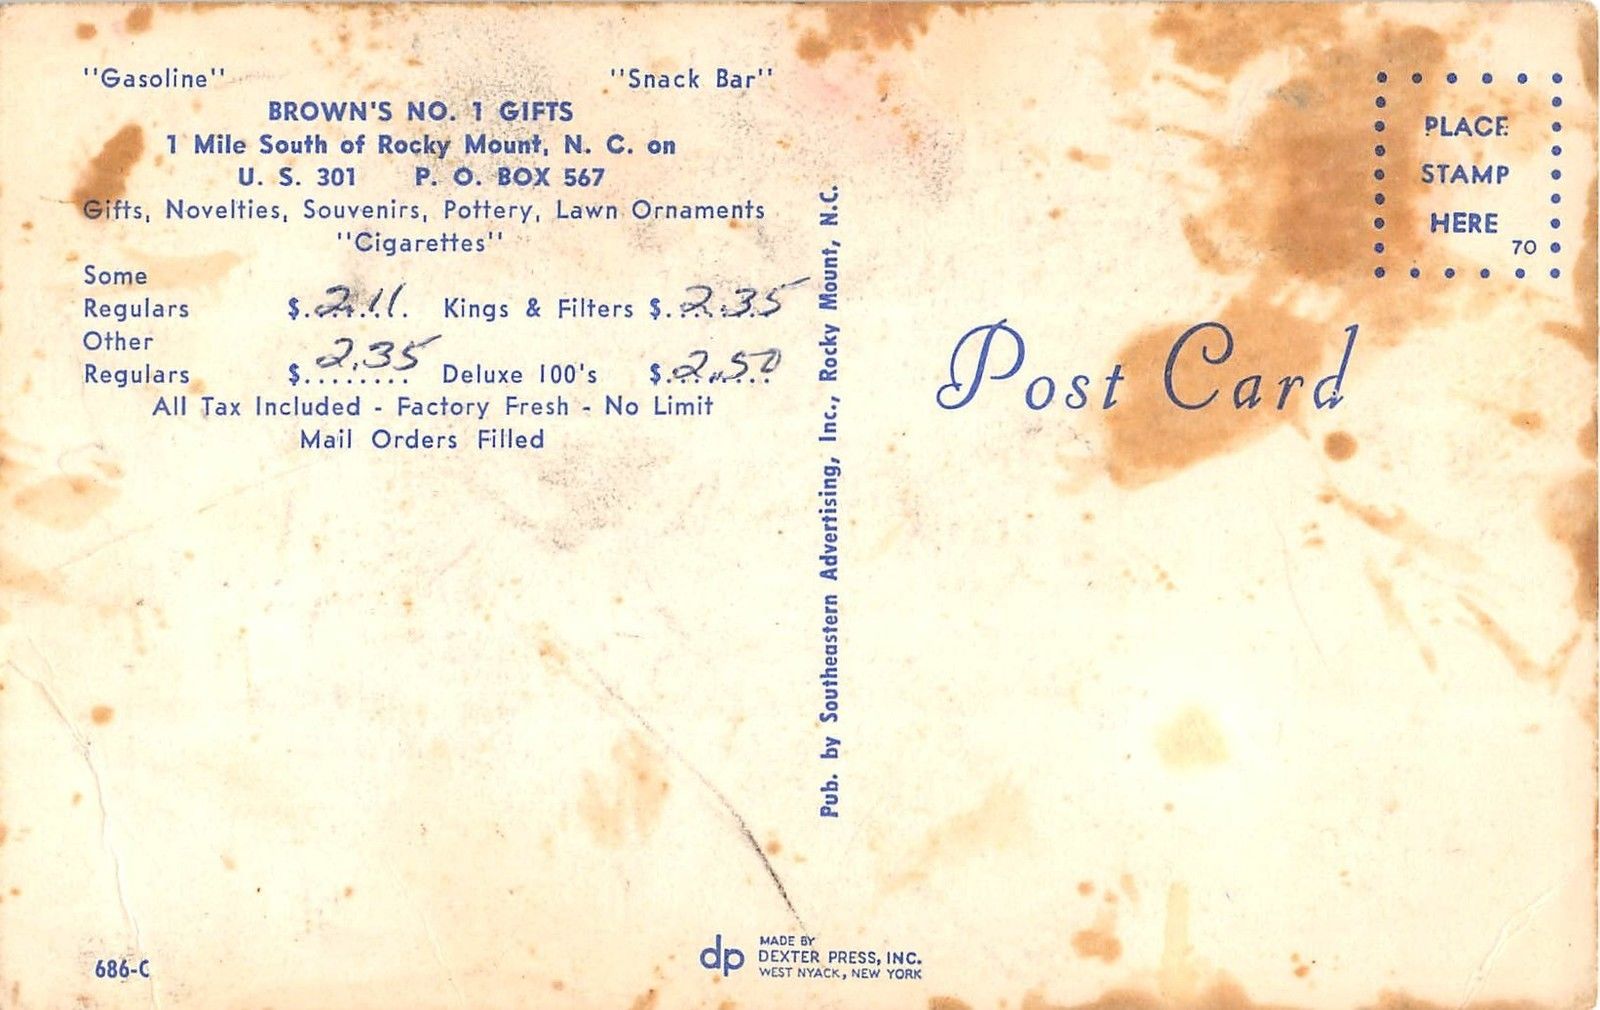 "Gasoline" "Snack Bar"
BROWN'S NO. 1 GIFTS
1 Mile South of Rocky Mount, N. C. on
U. S. 301 P. O. BOX 567
Gifts, Novelties, Souvenirs, Pottery, Lawn Ornaments
"Cigarettes"
Some
Regulars $.2.11. Kings & Filters $.2.35
Other
Regulars $2.35 Deluxe 100's $.2.50
All Tax Included - Factory Fresh - No Limit
Mail Orders Filled
686-C
Pub. by Southeastern Advertising, Inc., Rocky Mount, N.C.
dp
MADE BY
DEXTER PRESS, INC.
WEST NYACK, NEW YORK
PLACE
STAMP
HERE
70
Post Card